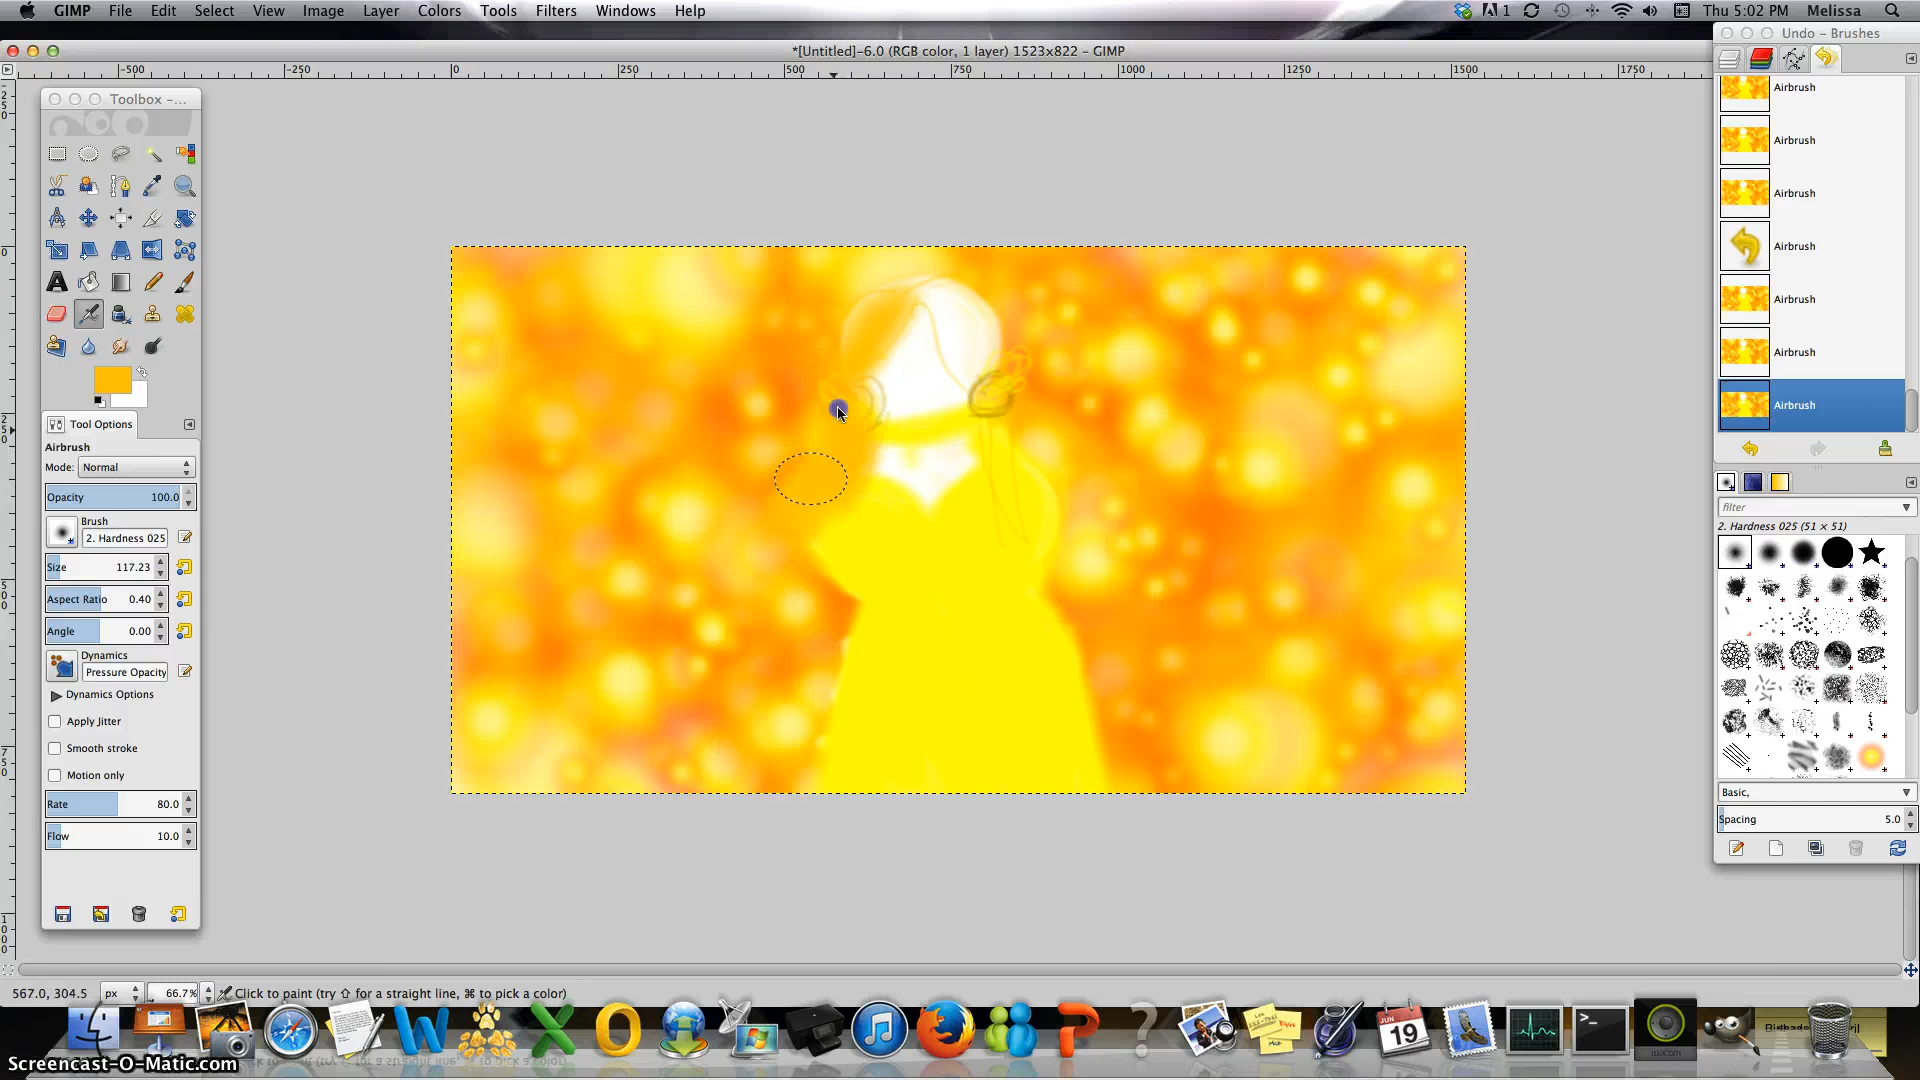 GIMP File Edit Select View Image Layer Colors Tools Filters Windows Help
1 Thu 5:02 PM Melissa
*[Untitled]-6.0 (RGB color, 1 layer) 1523x822 – GIMP
Undo – Brushes
-500 -250 0 250 500 750 1000 1250 1500 1750
Toolbox –...
Tool Options
Airbrush
Mode: Normal
Opacity 100.0
Brush
2. Hardness 025
Size 117.23
Aspect Ratio 0.40
Angle 0.00
Dynamics
Pressure Opacity
Dynamics Options
Apply Jitter
Smooth stroke
Motion only
Rate 80.0
Flow 10.0
Airbrush
Airbrush
Airbrush
Airbrush
Airbrush
Airbrush
Airbrush
filter
2. Hardness 025 (51 × 51)
Basic,
Spacing 5.0
567.0, 304.5 px 66.7% Click to paint (try ⇧ for a straight line, ⌘ to pick a color)
JUN
19
Screencast-O-Matic.com